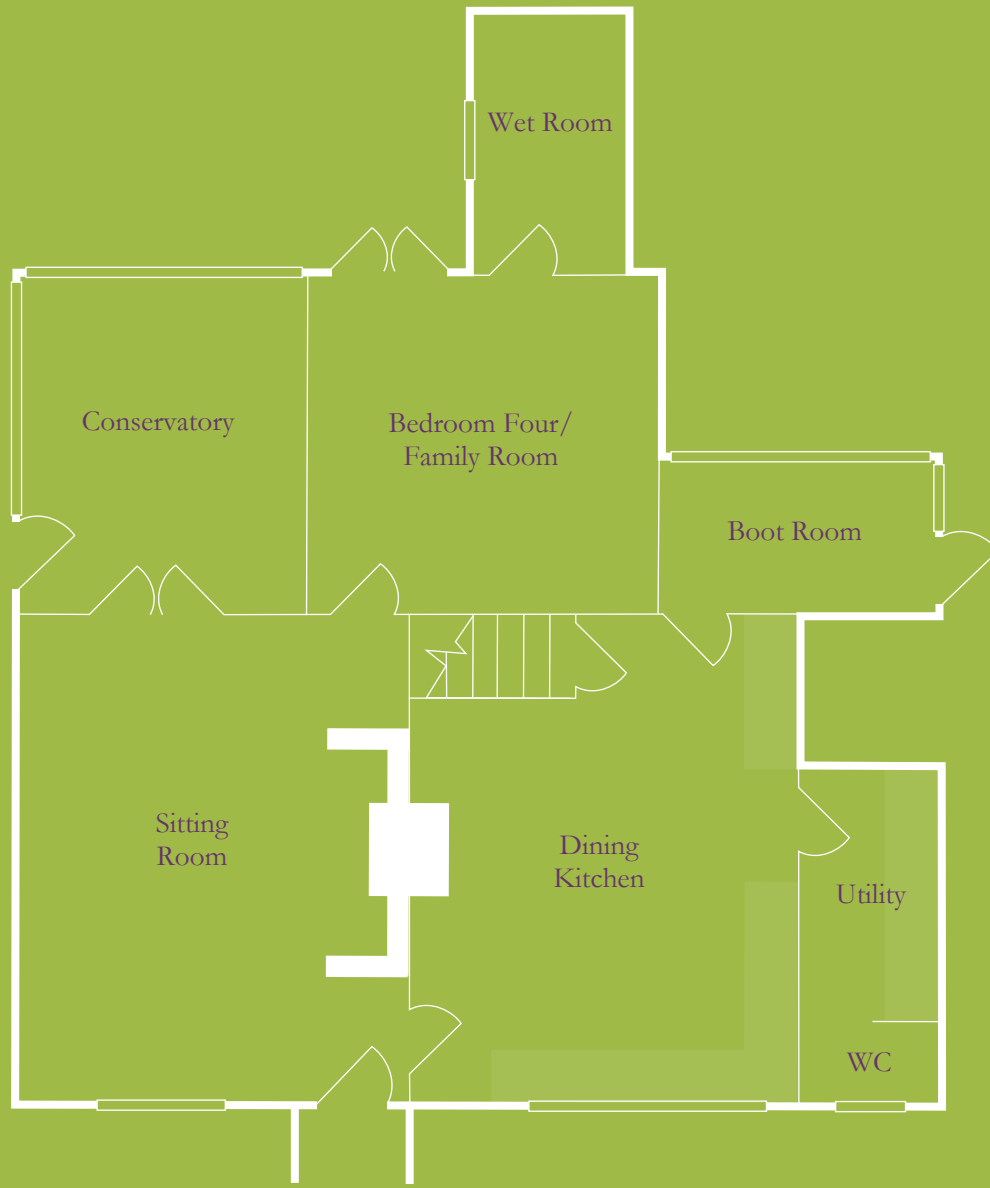 Wet Room
Conservatory
Bedroom Four/
Family Room
Boot Room
Sitting
Room
Dining
Kitchen
Utility
WC